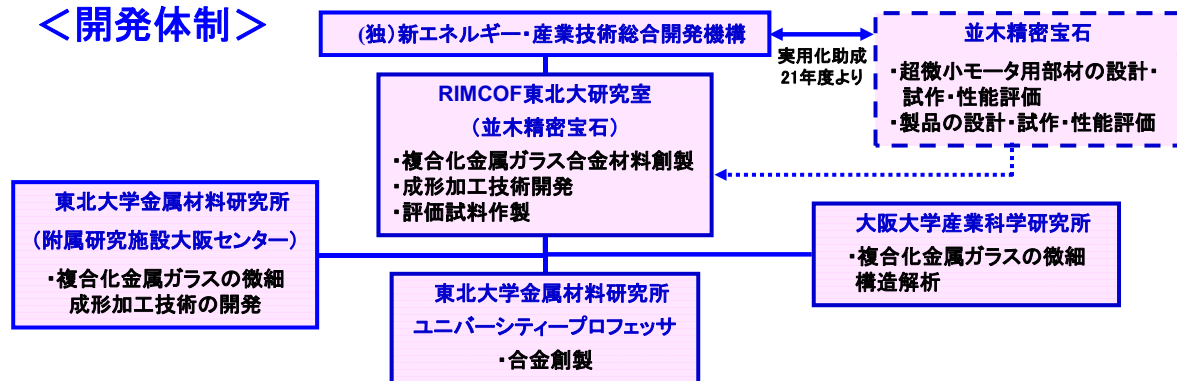 ＜開発体制＞
(独)新エネルギー・産業技術総合開発機構
実用化助成
21年度より
並木精密宝石
・超微小モータ用部材の設計・
試作・性能評価
・製品の設計・試作・性能評価
RIMCOF東北大研究室
（並木精密宝石）
・複合化金属ガラス合金材料創製
・成形加工技術開発
・評価試料作製
東北大学金属材料研究所
（附属研究施設大阪センター）
・複合化金属ガラスの微細
成形加工技術の開発
大阪大学産業科学研究所
・複合化金属ガラスの微細
構造解析
東北大学金属材料研究所
ユニバーシティープロフェッサ
・合金創製